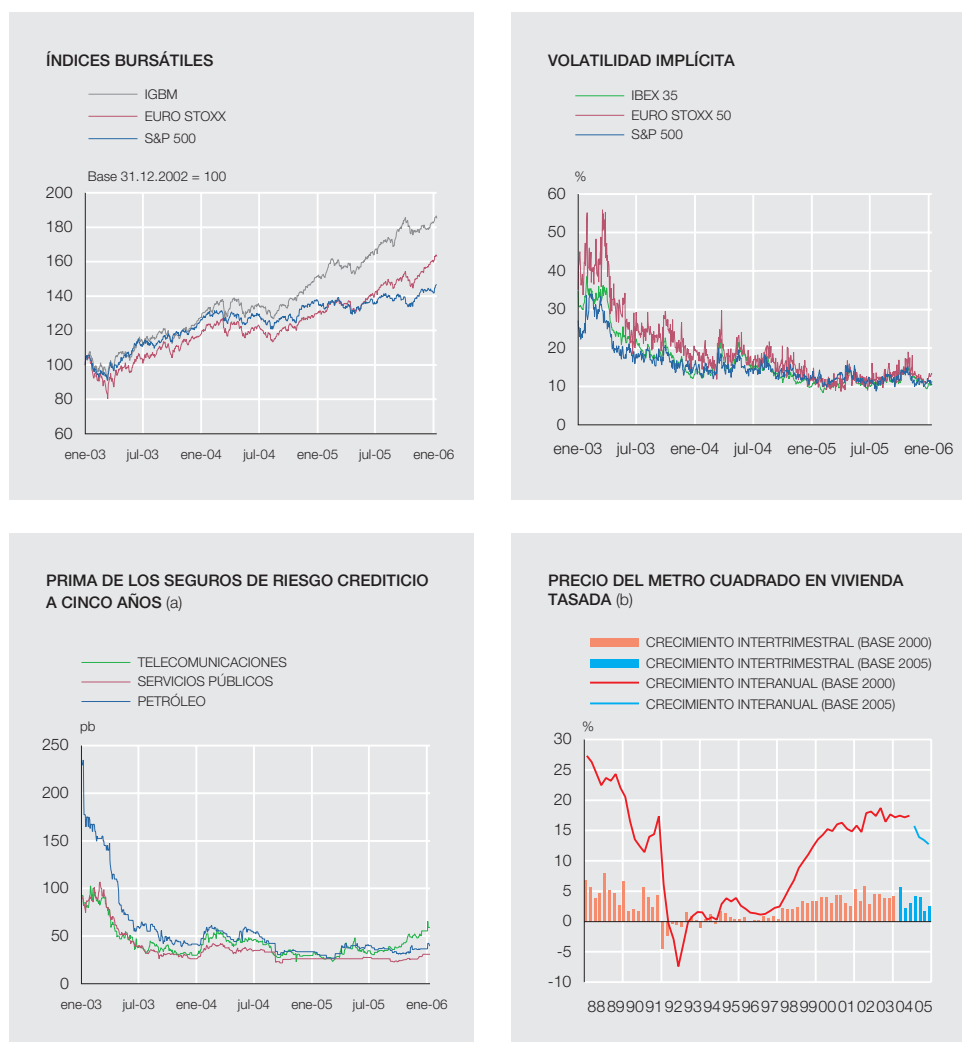 ÍNDICES BURSÁTILES
IGBM
EURO STOXX
S&P 500
Base 31.12.2002 = 100
200
180
160
140
120
100
80
60
ene-03 jul-03 ene-04 jul-04 ene-05 jul-05 ene-06
VOLATILIDAD IMPLÍCITA
IBEX 35
EURO STOXX 50
S&P 500
%
60
50
40
30
20
10
0
ene-03 jul-03 ene-04 jul-04 ene-05 jul-05 ene-06
PRIMA DE LOS SEGUROS DE RIESGO CREDITICIO
A CINCO AÑOS (a)
TELECOMUNICACIONES
SERVICIOS PÚBLICOS
PETRÓLEO
pb
250
200
150
100
50
0
ene-03 jul-03 ene-04 jul-04 ene-05 jul-05 ene-06
PRECIO DEL METRO CUADRADO EN VIVIENDA
TASADA (b)
CRECIMIENTO INTERTRIMESTRAL (BASE 2000)
CRECIMIENTO INTERTRIMESTRAL (BASE 2005)
CRECIMIENTO INTERANUAL (BASE 2000)
CRECIMIENTO INTERANUAL (BASE 2005)
%
30
25
20
15
10
5
0
-5
-10
88 89 90 91 92 93 94 95 96 97 98 99 00 01 02 03 04 05